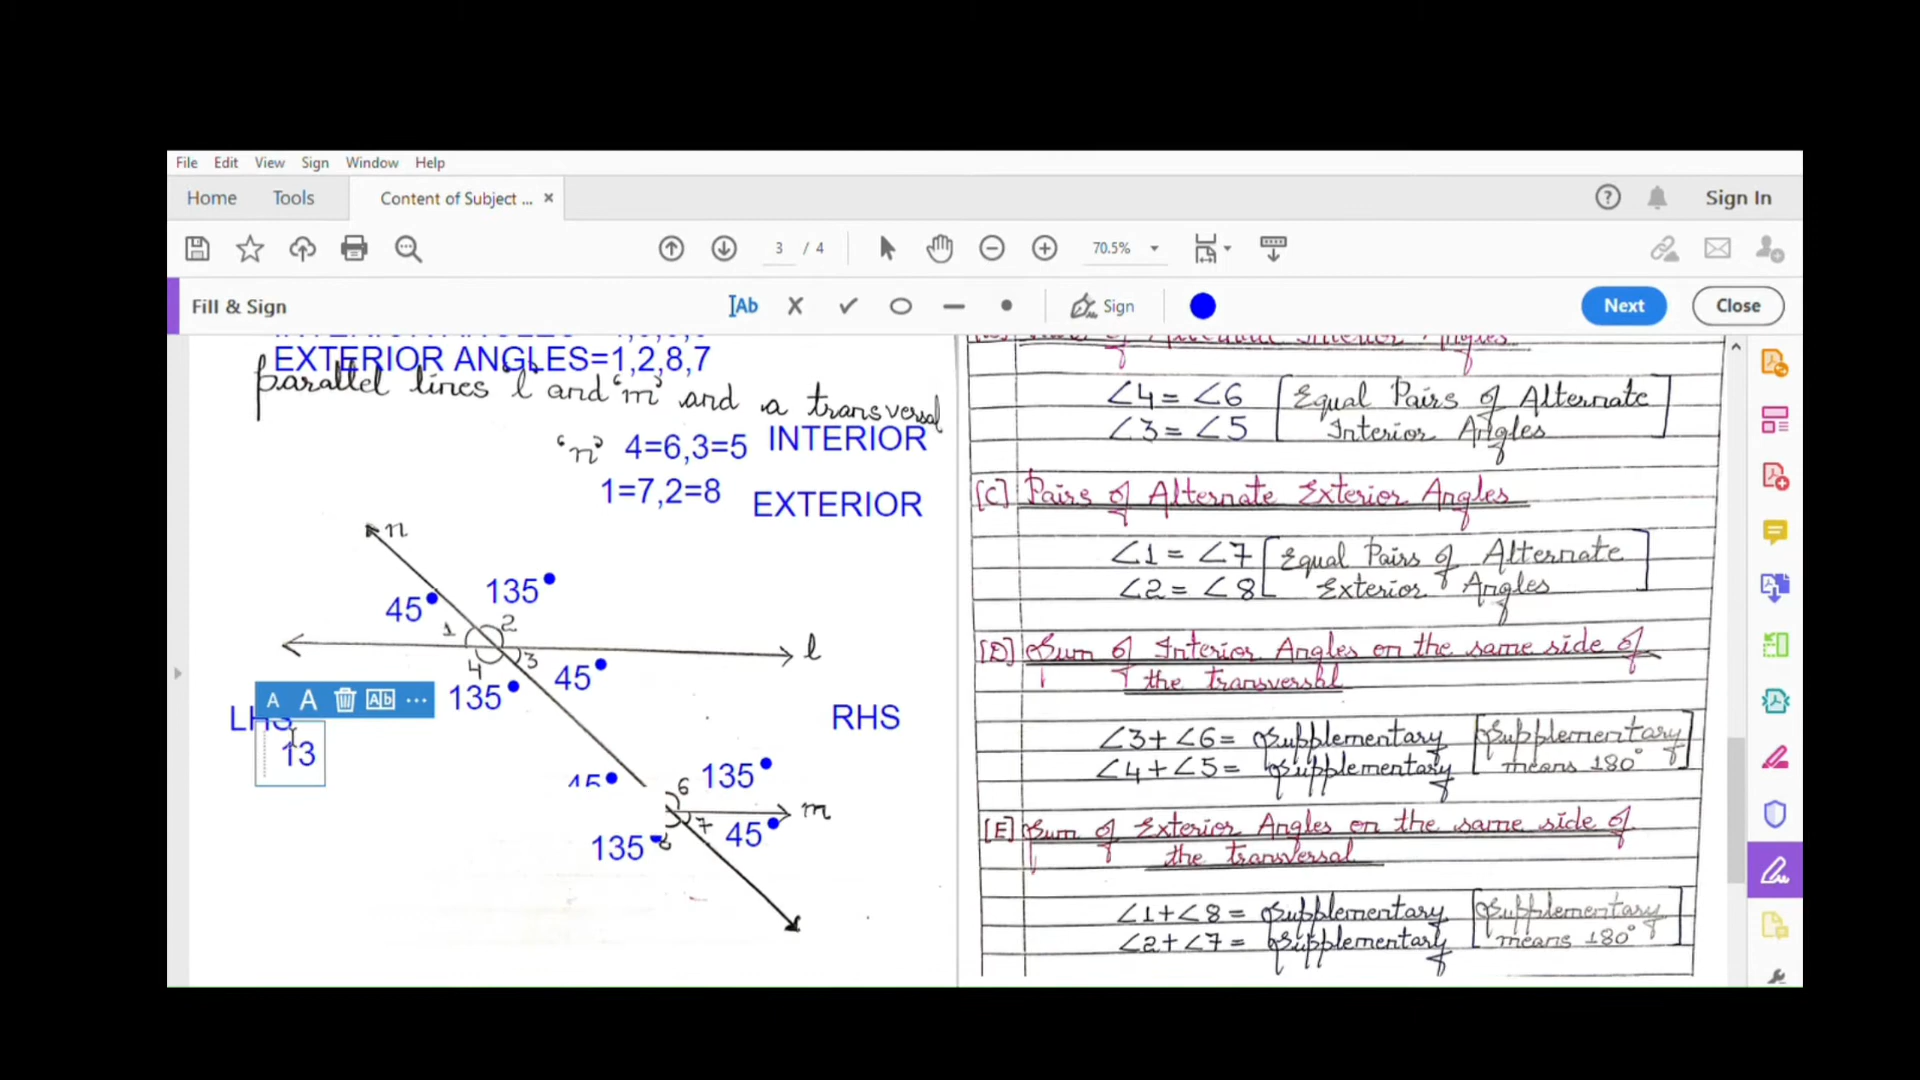 File Edit View Sign Window Help
Home Tools Content of Subject ... × Sign In
3 / 4 70.5%
Fill & Sign Ab Sign Next Close
EXTERIOR ANGLES=1,2,8,7
parallel lines 'l' and 'm' and a transversal
'n' 4=6,3=5 INTERIOR
1=7,2=8 EXTERIOR
n
45 135
1 2
l
4 3
135 45
A A Ab ...
LHS RHS
13
45 6 135
m
7 45
135 8
∠4 = ∠6 [Equal Pairs of Alternate
∠3 = ∠5 Interior Angles]
[C] Pairs of Alternate Exterior Angles
∠1 = ∠7 [Equal Pairs of Alternate
∠2 = ∠8 Exterior Angles]
[D] Sum of Interior Angles on the same side of
the transversal
∠3+∠6= Supplementary [Supplementary
∠4+∠5= Supplementary means 180°]
[E] Sum of Exterior Angles on the same side of
the transversal
∠1+∠8= Supplementary [Supplementary
∠2+∠7= Supplementary means 180°]